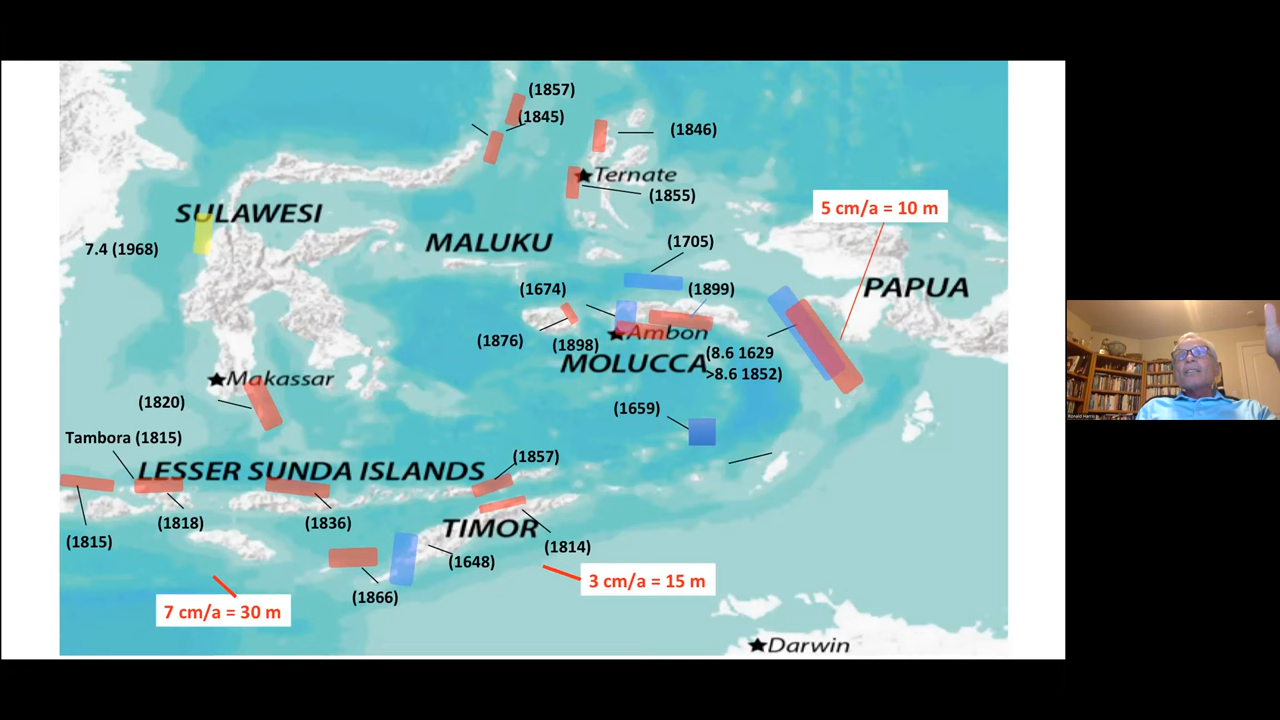 (1857)
(1845)
(1846)
Ternate
(1855)
5 cm/a = 10 m
SULAWESI
7.4 (1968)
MALUKU
(1705)
PAPUA
(1674)
(1899)
Ambon
(1876)
(1898)
MOLUCCA
(8.6 1629
>8.6 1852)
Makassar
(1820)
(1659)
Tambora (1815)
LESSER SUNDA ISLANDS
(1857)
(1818)
(1836)
TIMOR
(1815)
(1814)
(1648)
(1866)
3 cm/a = 15 m
7 cm/a = 30 m
Darwin